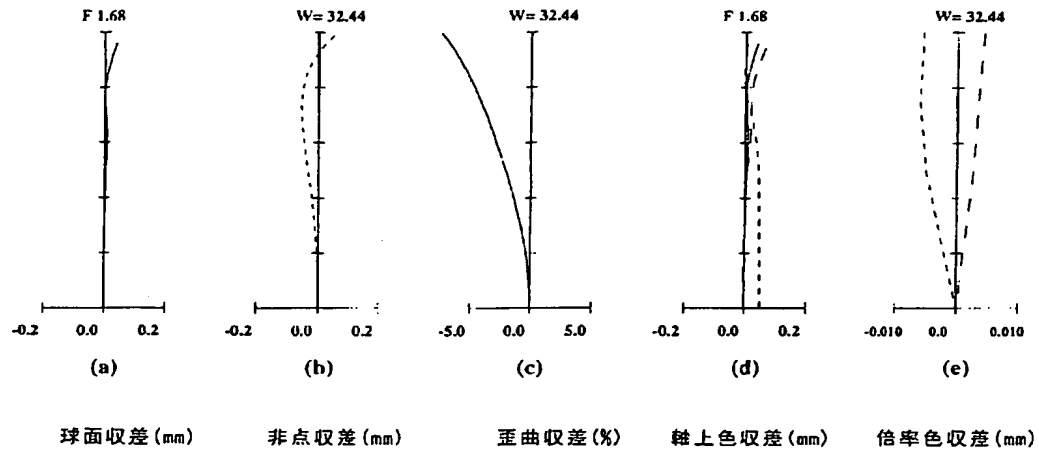 F 1.68 W= 32.44 W= 32.44 F 1.68 W= 32.44
-0.2 0.0 0.2 -0.2 0.0 0.2 -5.0 0.0 5.0 -0.2 0.0 0.2 -0.010 0.0 0.010
(a) (b) (c) (d) (e)
球面収差(mm) 非点収差(mm) 歪曲収差(%) 軸上色収差(mm) 倍率色収差(mm)